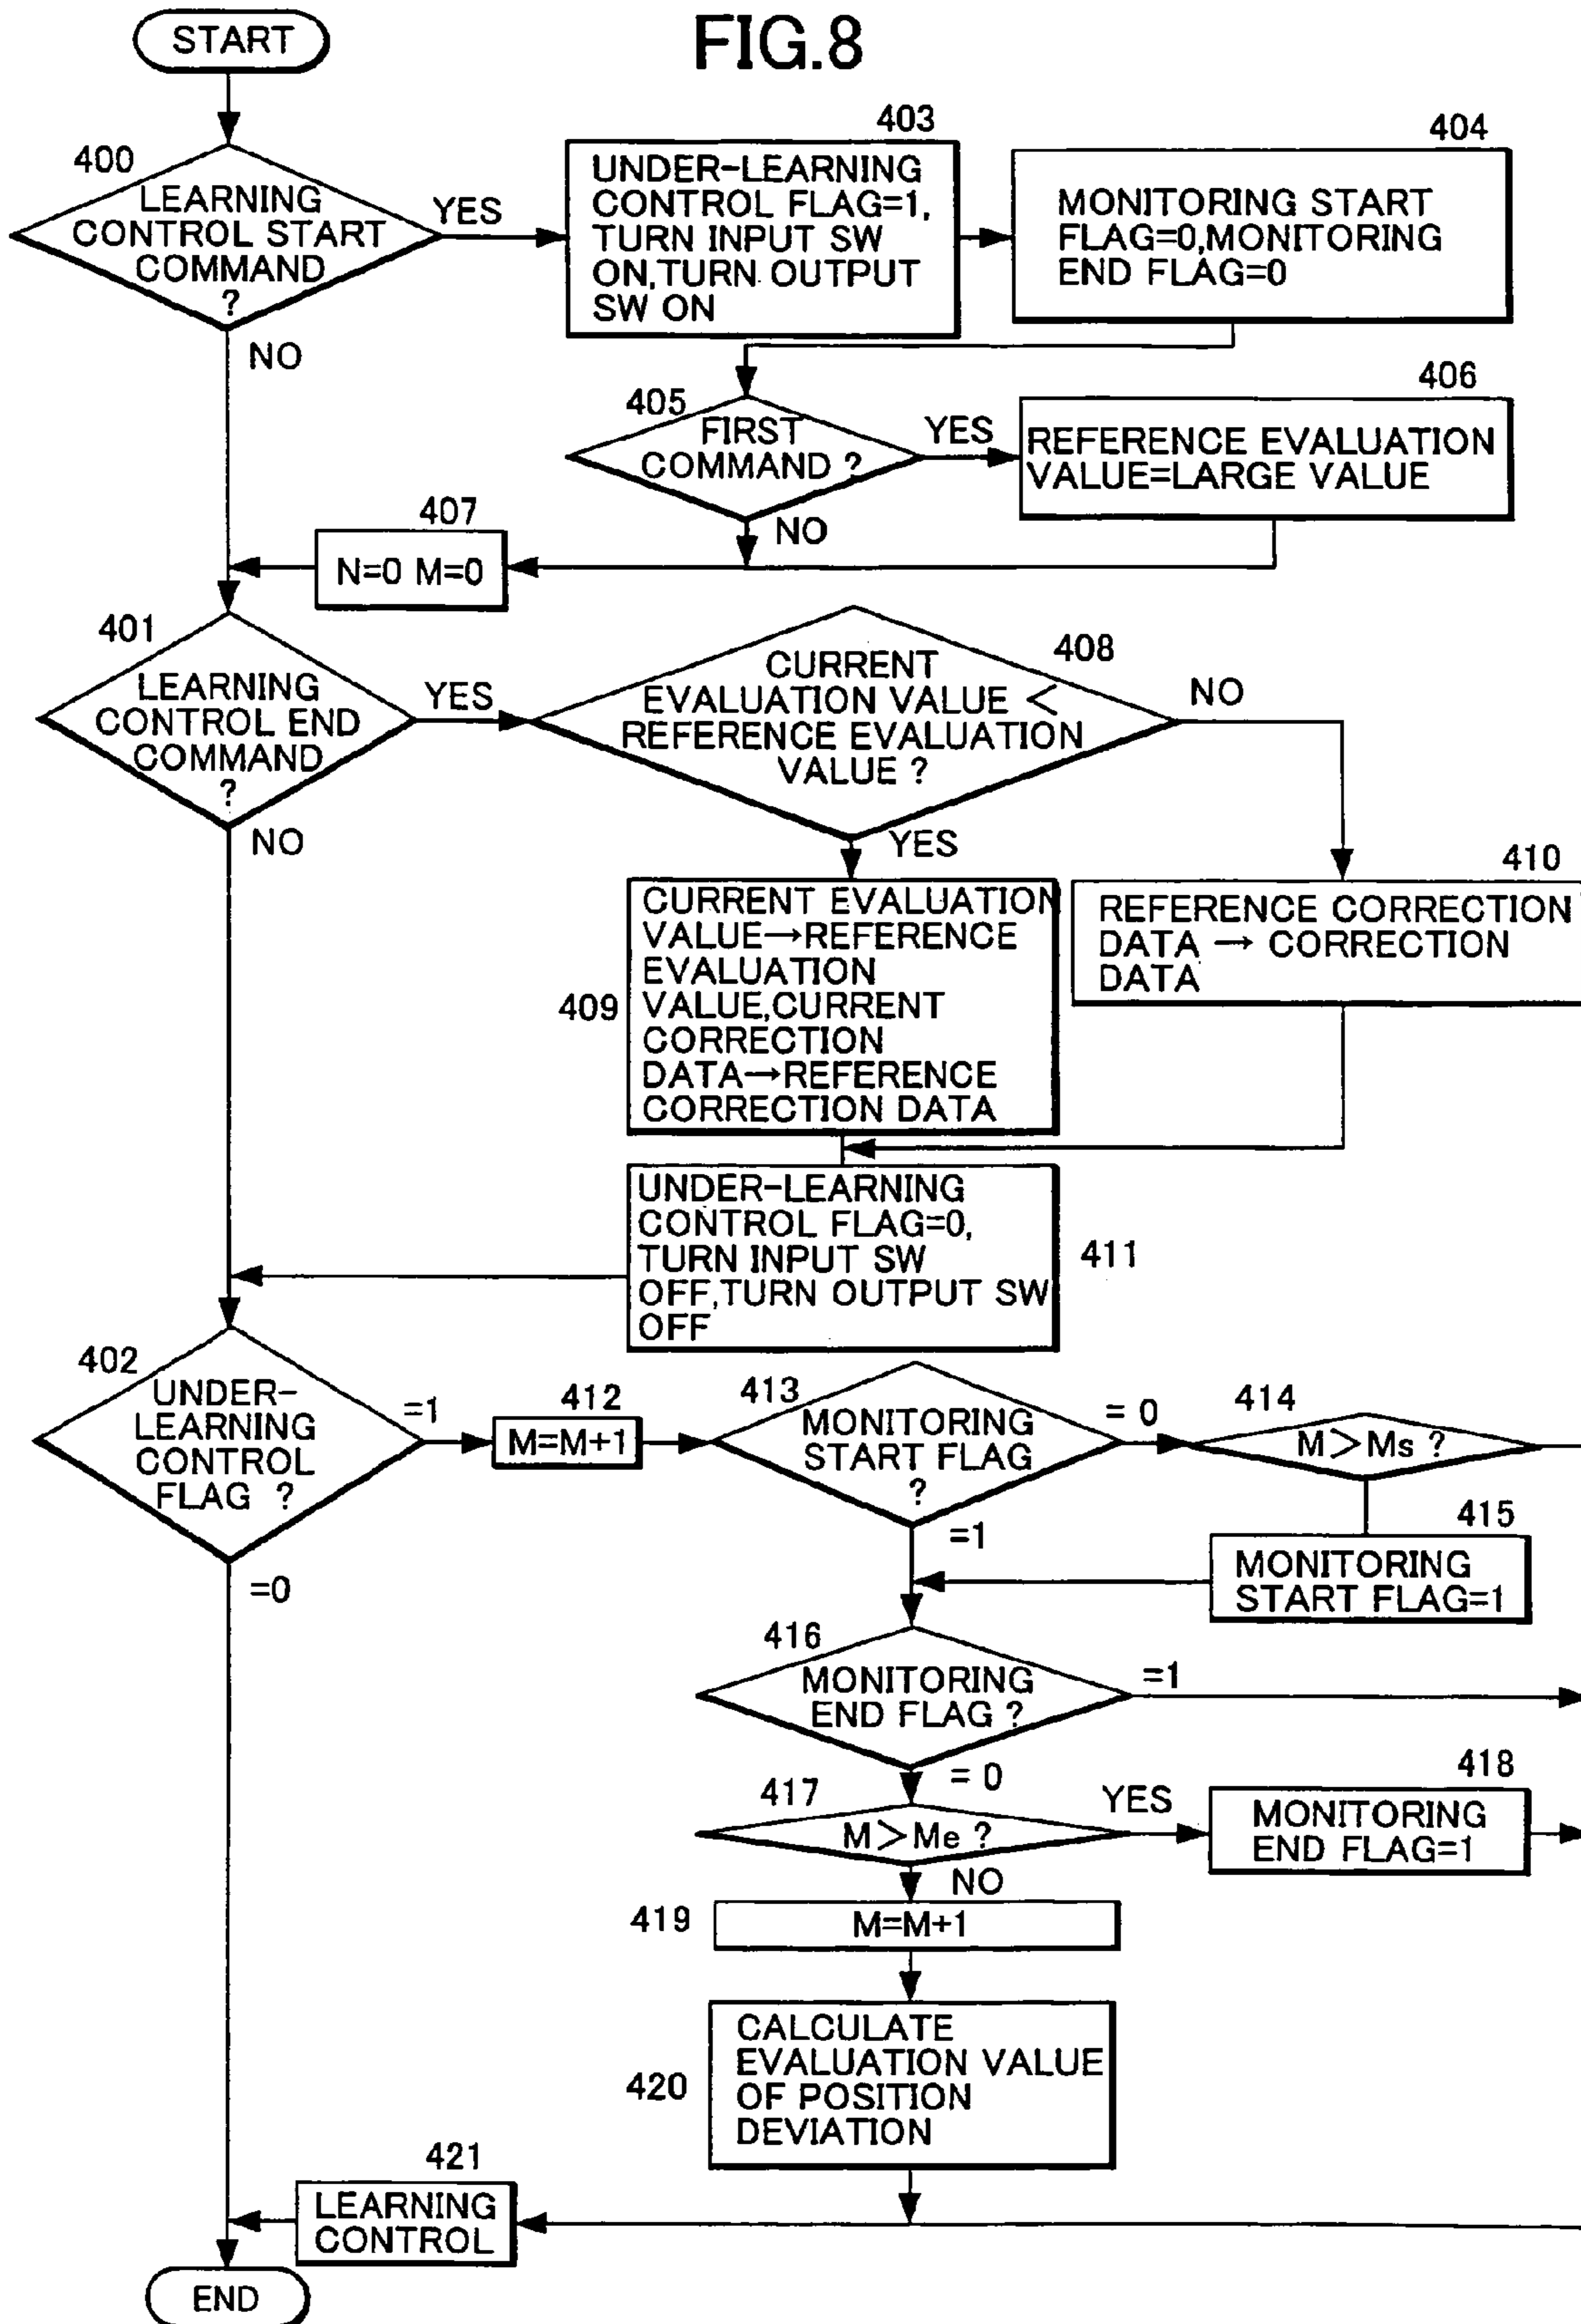 FIG.8
START
400
LEARNING
CONTROL START
COMMAND
?
YES
NO
403
UNDER-LEARNING
CONTROL FLAG=1,
TURN INPUT SW
ON,TURN OUTPUT
SW ON
404
MONITORING START
FLAG=0,MONITORING
END FLAG=0
405
FIRST
COMMAND ?
YES
NO
406
REFERENCE EVALUATION
VALUE=LARGE VALUE
407
N=0 M=0
401
LEARNING
CONTROL END
COMMAND
?
YES
NO
408
CURRENT
EVALUATION VALUE <
REFERENCE EVALUATION
VALUE ?
NO
YES
409
CURRENT EVALUATION
VALUE→REFERENCE
EVALUATION
VALUE,CURRENT
CORRECTION
DATA→REFERENCE
CORRECTION DATA
410
REFERENCE CORRECTION
DATA → CORRECTION
DATA
UNDER-LEARNING
CONTROL FLAG=0,
TURN INPUT SW
OFF,TURN OUTPUT SW
OFF
411
402
UNDER-
LEARNING
CONTROL
FLAG ?
=1
=0
412
M=M+1
413
MONITORING
START FLAG
?
= 0
=1
414
M>Ms ?
415
MONITORING
START FLAG=1
416
MONITORING
END FLAG ?
=1
= 0
417
M>Me ?
YES
NO
418
MONITORING
END FLAG=1
419
M=M+1
420
CALCULATE
EVALUATION VALUE
OF POSITION
DEVIATION
421
LEARNING
CONTROL
END